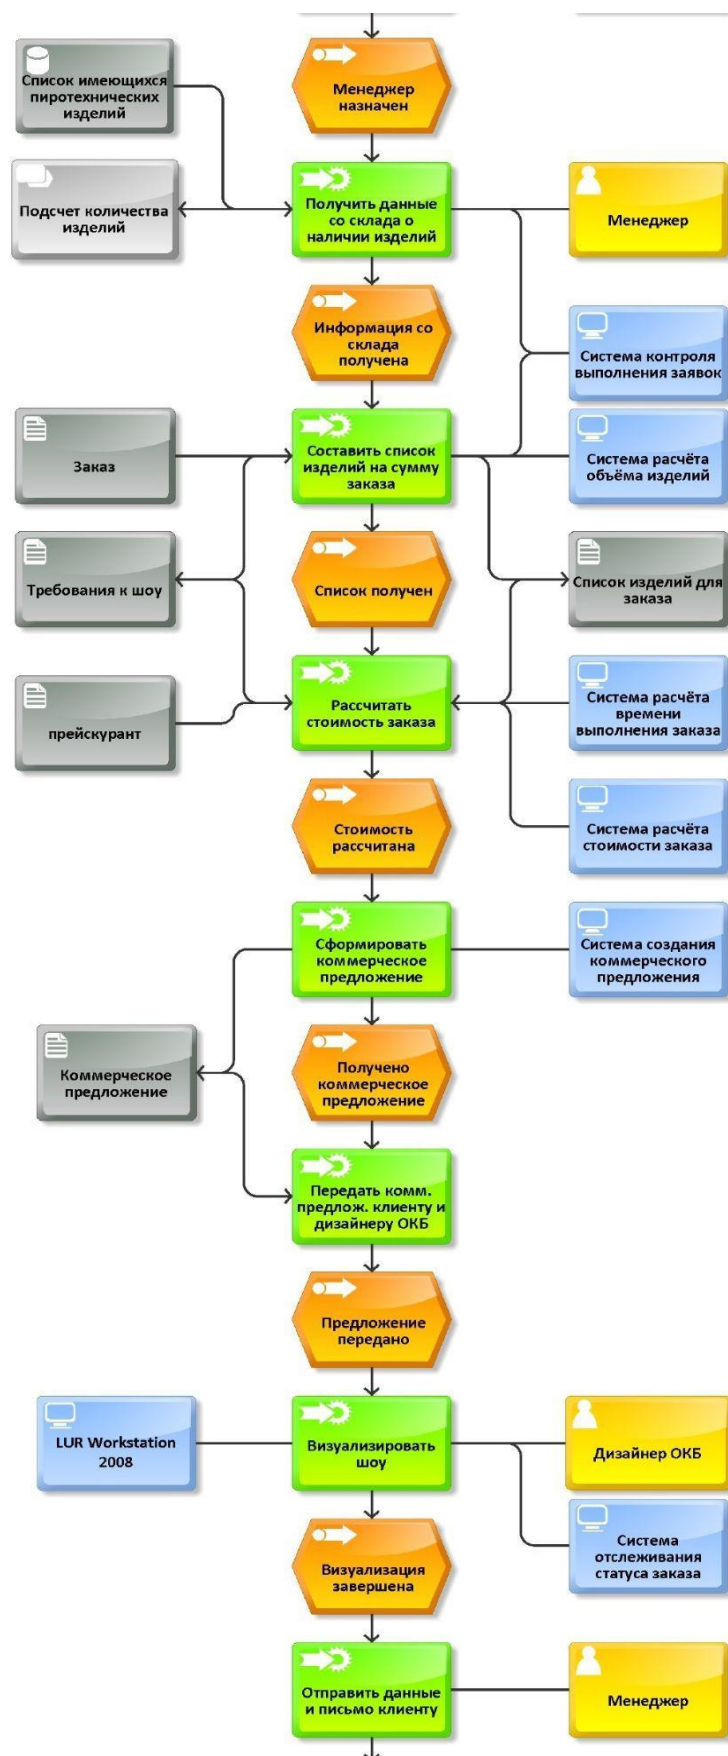 Менеджер
назначен
Список имеющихся
пиротехнических
изделий
Получить данные
со склада о
наличии изделий
Подсчет количества
изделий
Менеджер
Информация со
склада
получена
Система контроля
выполнения заявок
Заказ
Составить список
изделий на сумму
заказа
Система расчёта
объёма изделий
Требования к шоу
Список получен
Список изделий для
заказа
прейскурант
Рассчитать
стоимость заказа
Система расчёта
времени
выполнения заказа
Стоимость
рассчитана
Система расчёта
стоимости заказа
Сформировать
коммерческое
предложение
Система создания
коммерческого
предложения
Коммерческое
предложение
Получено
коммерческое
предложение
Передать комм.
предлож. клиенту и
дизайнеру ОКБ
Предложение
передано
LUR Workstation
2008
Визуализировать
шоу
Дизайнер ОКБ
Визуализация
завершена
Система
отслеживания
статуса заказа
Отправить данные
и письмо клиенту
Менеджер